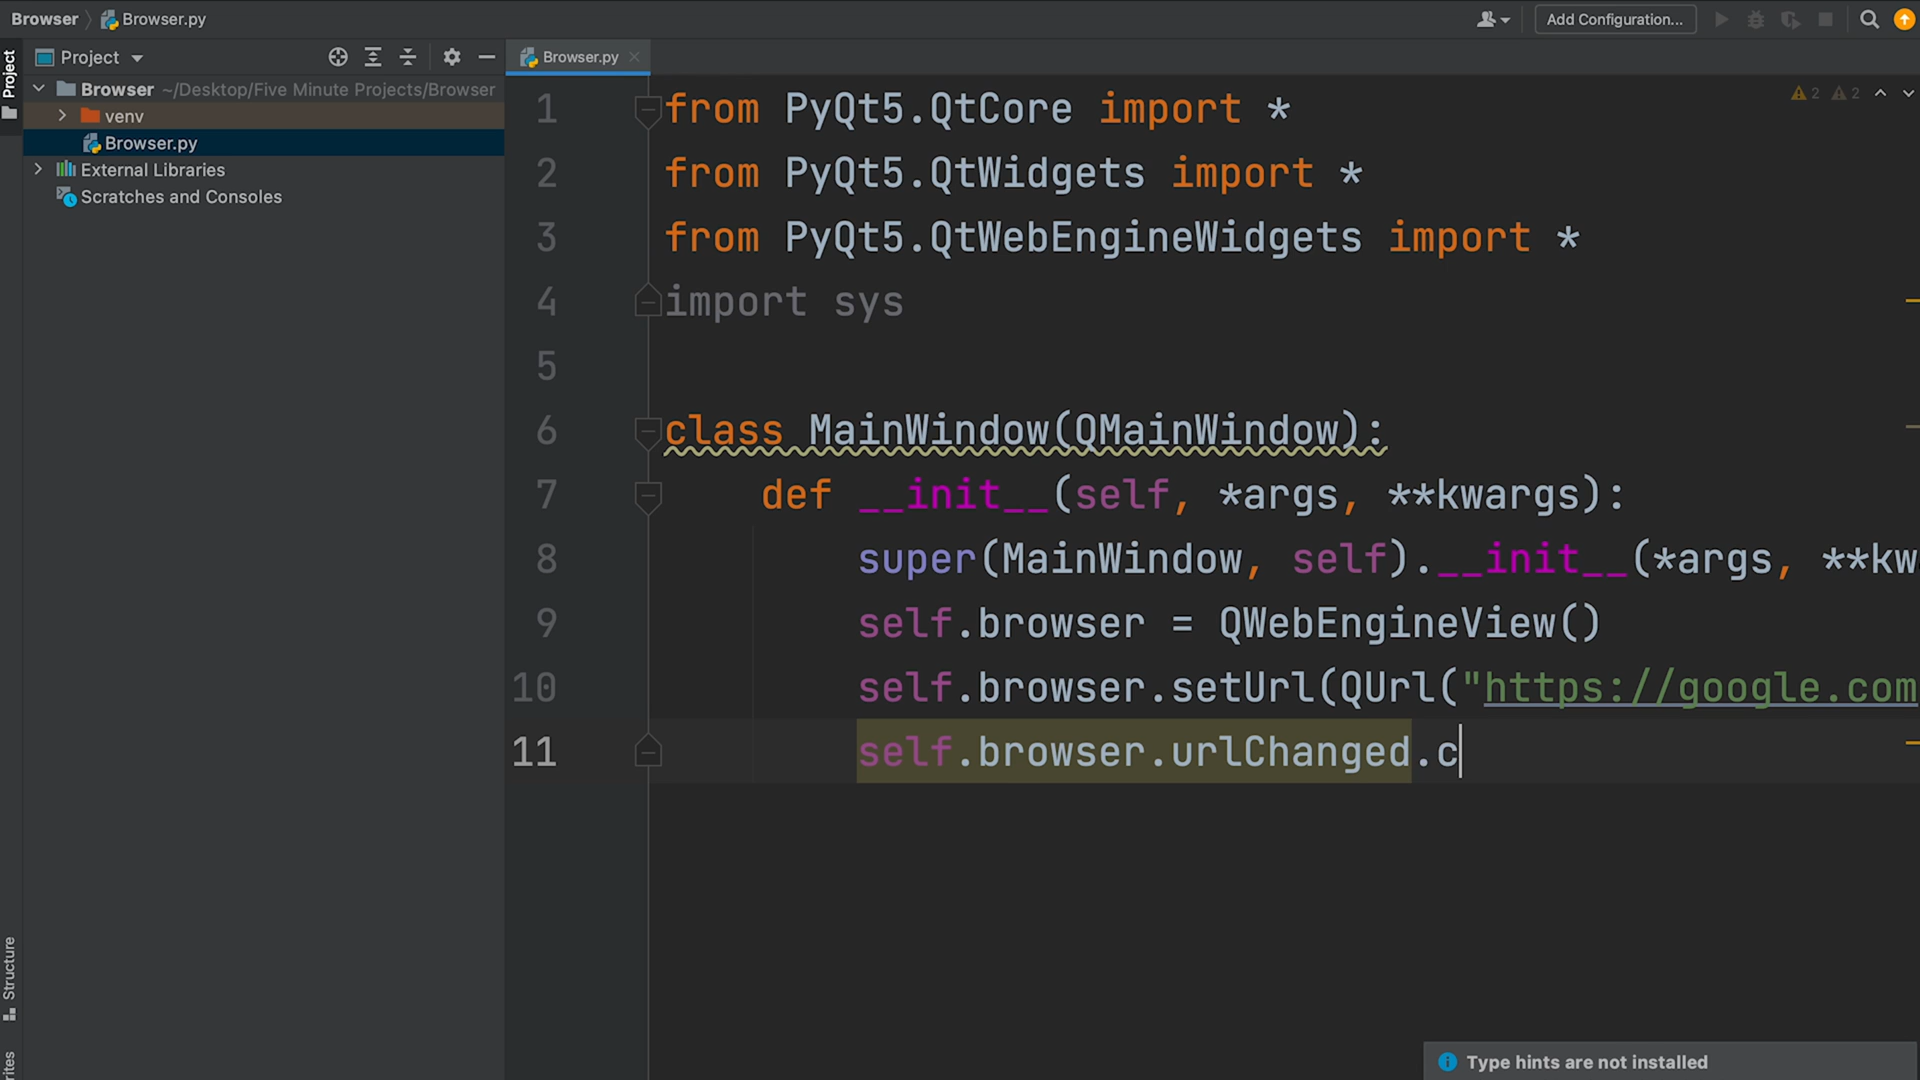 Browser Browser.py
Add Configuration...
Project
Project
Browser.py
Browser ~/Desktop/Five Minute Projects/Browser
venv
Browser.py
External Libraries
Scratches and Consoles
2 2
1 from PyQt5.QtCore import *
2 from PyQt5.QtWidgets import *
3 from PyQt5.QtWebEngineWidgets import *
4 import sys
5
6 class MainWindow(QMainWindow):
7 def __init__(self, *args, **kwargs):
8 super(MainWindow, self).__init__(*args, **kw
9 self.browser = QWebEngineView()
10 self.browser.setUrl(QUrl("https://google.com
11 self.browser.urlChanged.c
Structure
rites
Type hints are not installed